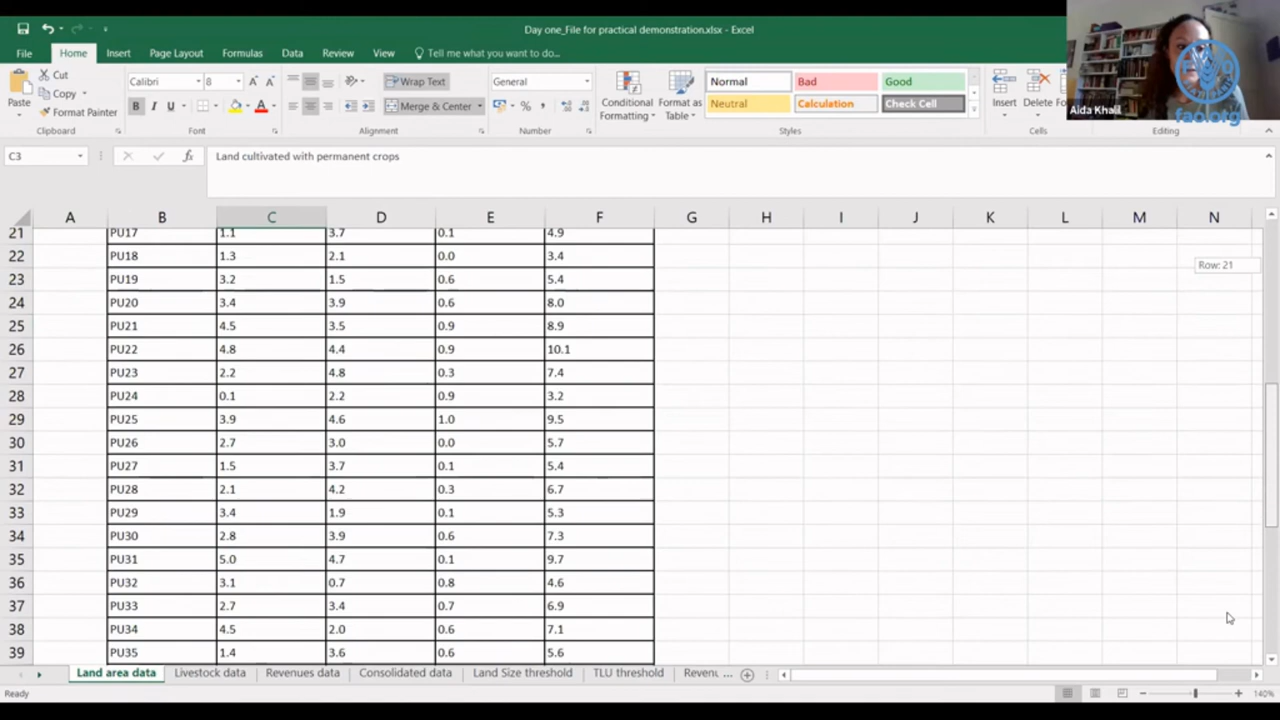 Day one_File for practical demonstration.xlsx - Excel
File Home Insert Page Layout Formulas Data Review View Tell me what you want to do...
Aida Khalil
fao.org
Paste
Cut
Copy
Format Painter
Calibri 8
B I U
Wrap Text
Merge & Center
General
Conditional Formatting
Format as Table
Normal Bad Good
Neutral Calculation Check Cell
Insert Delete
Clipboard Font Alignment Number Styles Cells Editing
C3 fx Land cultivated with permanent crops
A B C D E F G H I J K L M N
21 PU17 1.1 3.7 0.1 4.9
22 PU18 1.3 2.1 0.0 3.4
Row: 21
23 PU19 3.2 1.5 0.6 5.4
24 PU20 3.4 3.9 0.6 8.0
25 PU21 4.5 3.5 0.9 8.9
26 PU22 4.8 4.4 0.9 10.1
27 PU23 2.2 4.8 0.3 7.4
28 PU24 0.1 2.2 0.9 3.2
29 PU25 3.9 4.6 1.0 9.5
30 PU26 2.7 3.0 0.0 5.7
31 PU27 1.5 3.7 0.1 5.4
32 PU28 2.1 4.2 0.3 6.7
33 PU29 3.4 1.9 0.1 5.3
34 PU30 2.8 3.9 0.6 7.3
35 PU31 5.0 4.7 0.1 9.7
36 PU32 3.1 0.7 0.8 4.6
37 PU33 2.7 3.4 0.7 6.9
38 PU34 4.5 2.0 0.6 7.1
39 PU35 1.4 3.6 0.6 5.6
Land area data Livestock data Revenues data Consolidated data Land Size threshold TLU threshold Revenu ...
Ready 140%